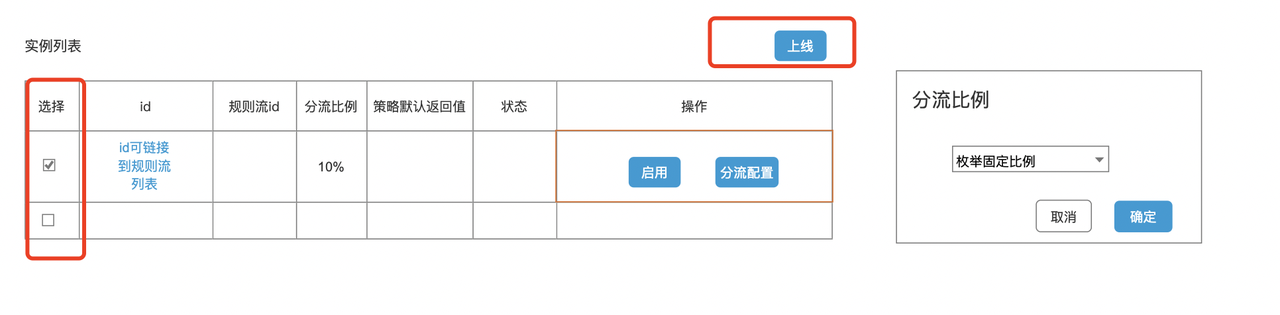 实例列表
上线
选择 id 规则流id 分流比例 策略默认返回值 状态 操作
id可链接
到规则流
列表
10%
启用 分流配置
分流比例
枚举固定比例
取消 确定